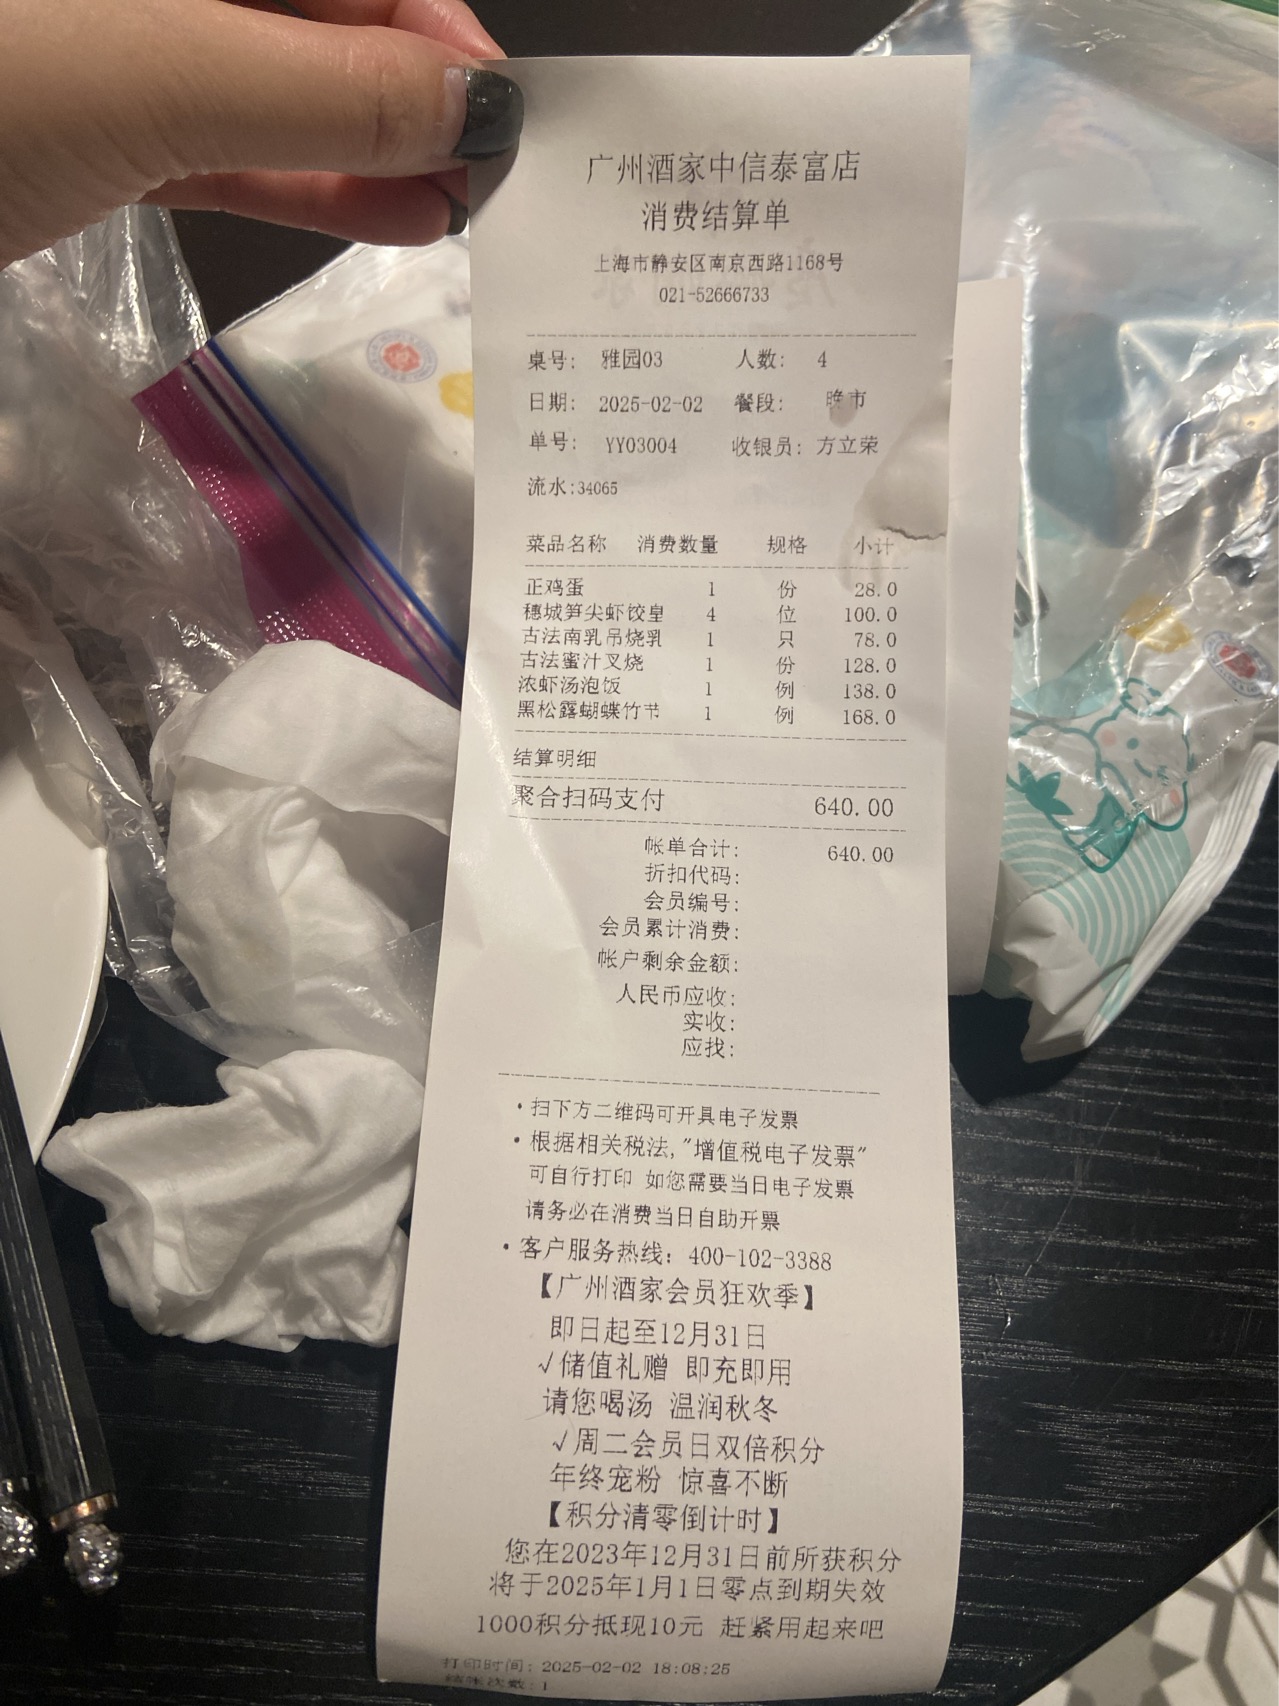 广州酒家中信泰富店
消费结算单
上海市静安区南京西路1168号
021-52666733
桌号: 雅园03 人数: 4
日期: 2025-02-02 餐段: 晚市
单号: YY03004 收银员: 方立荣
流水:34065
菜品名称 消费数量 规格 小计
正鸡蛋 1 份 28.0
穗城笋尖虾饺皇 4 位 100.0
古法南乳吊烧乳 1 只 78.0
古法蜜汁叉烧 1 份 128.0
浓虾汤泡饭 1 例 138.0
黑松露蝴蝶竹节 1 例 168.0
结算明细
聚合扫码支付 640.00
帐单合计: 640.00
折扣代码:
会员编号:
会员累计消费:
帐户剩余金额:
人民币应收:
实收:
应找:
·扫下方二维码可开具电子发票
·根据相关税法,"增值税电子发票"
可自行打印 如您需要当日电子发票
请务必在消费当日自助开票
·客户服务热线: 400-102-3388
【广州酒家会员狂欢季】
即日起至12月31日
√储值礼赠 即充即用
请您喝汤 温润秋冬
√周二会员日双倍积分
年终宠粉 惊喜不断
【积分清零倒计时】
您在2023年12月31日前所获积分
将于2025年1月1日零点到期失效
1000积分抵现10元 赶紧用起来吧
打印时间: 2025-02-02 18:08:25
结账次数:1